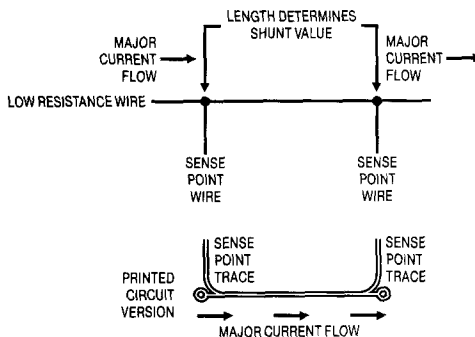 LENGTH DETERMINES
SHUNT VALUE
MAJOR
CURRENT
FLOW
MAJOR
CURRENT
FLOW
LOW RESISTANCE WIRE
SENSE
POINT
WIRE
SENSE
POINT
WIRE
SENSE
POINT
TRACE
SENSE
POINT
TRACE
PRINTED
CIRCUIT
VERSION
MAJOR CURRENT FLOW